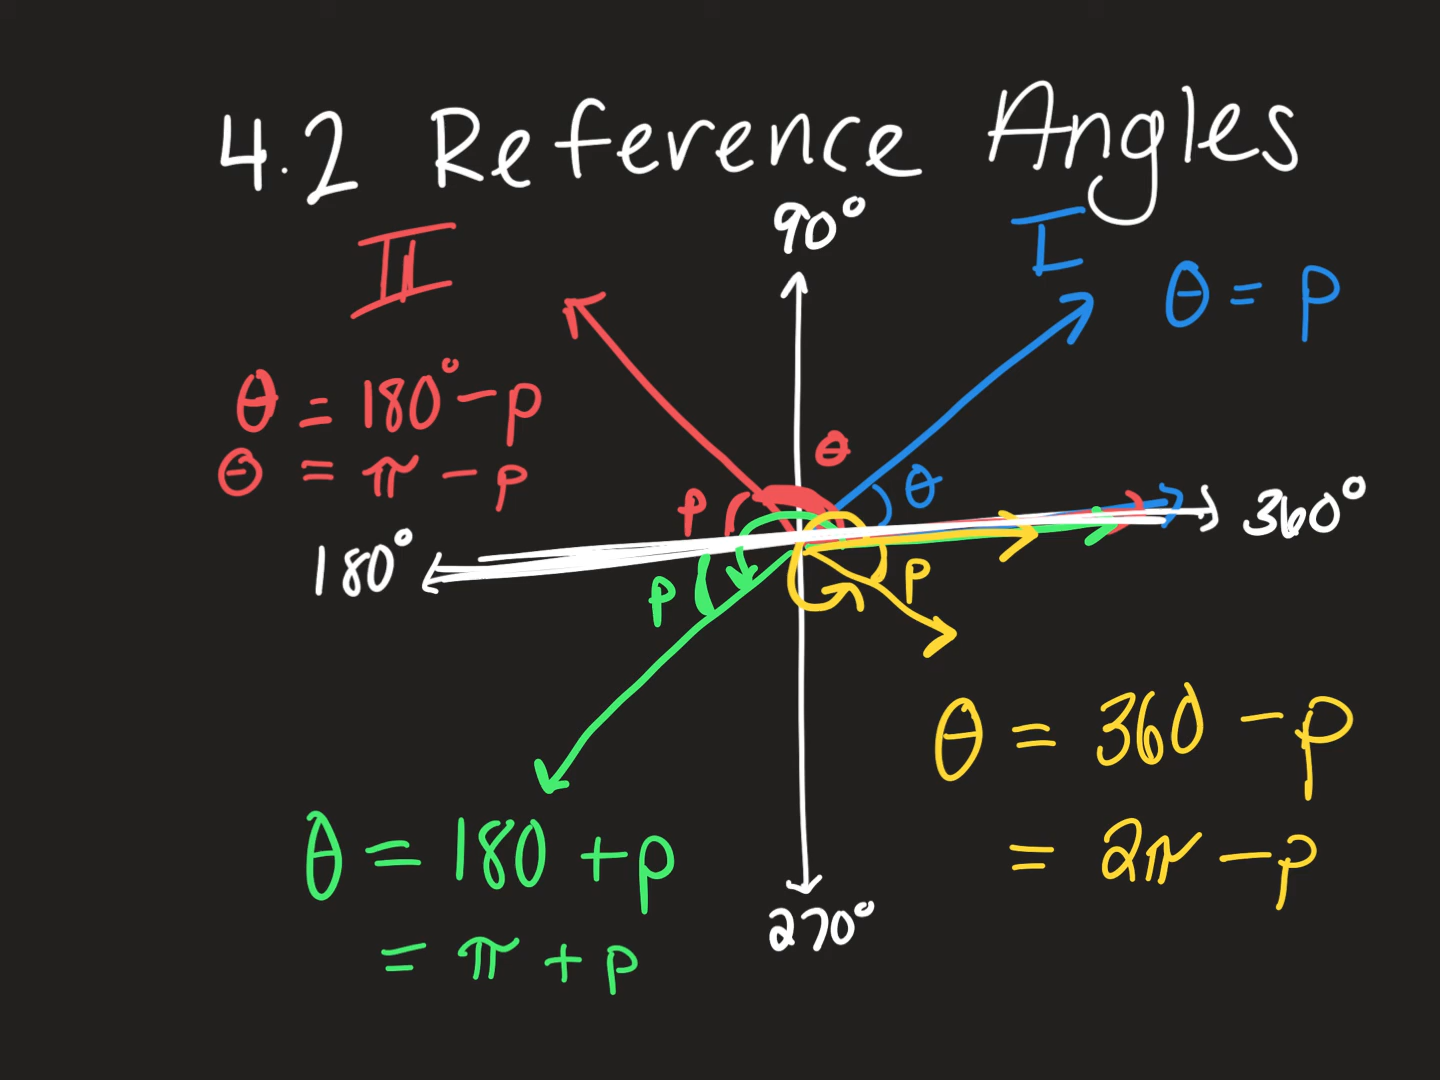 4.2 Reference Angles
90°
II
I
θ = p
θ = 180° - p
θ = π - p
θ
θ
p
360°
180°
p
p
θ = 360 - p
= 2π - p
θ = 180 + p
= π + p
270°